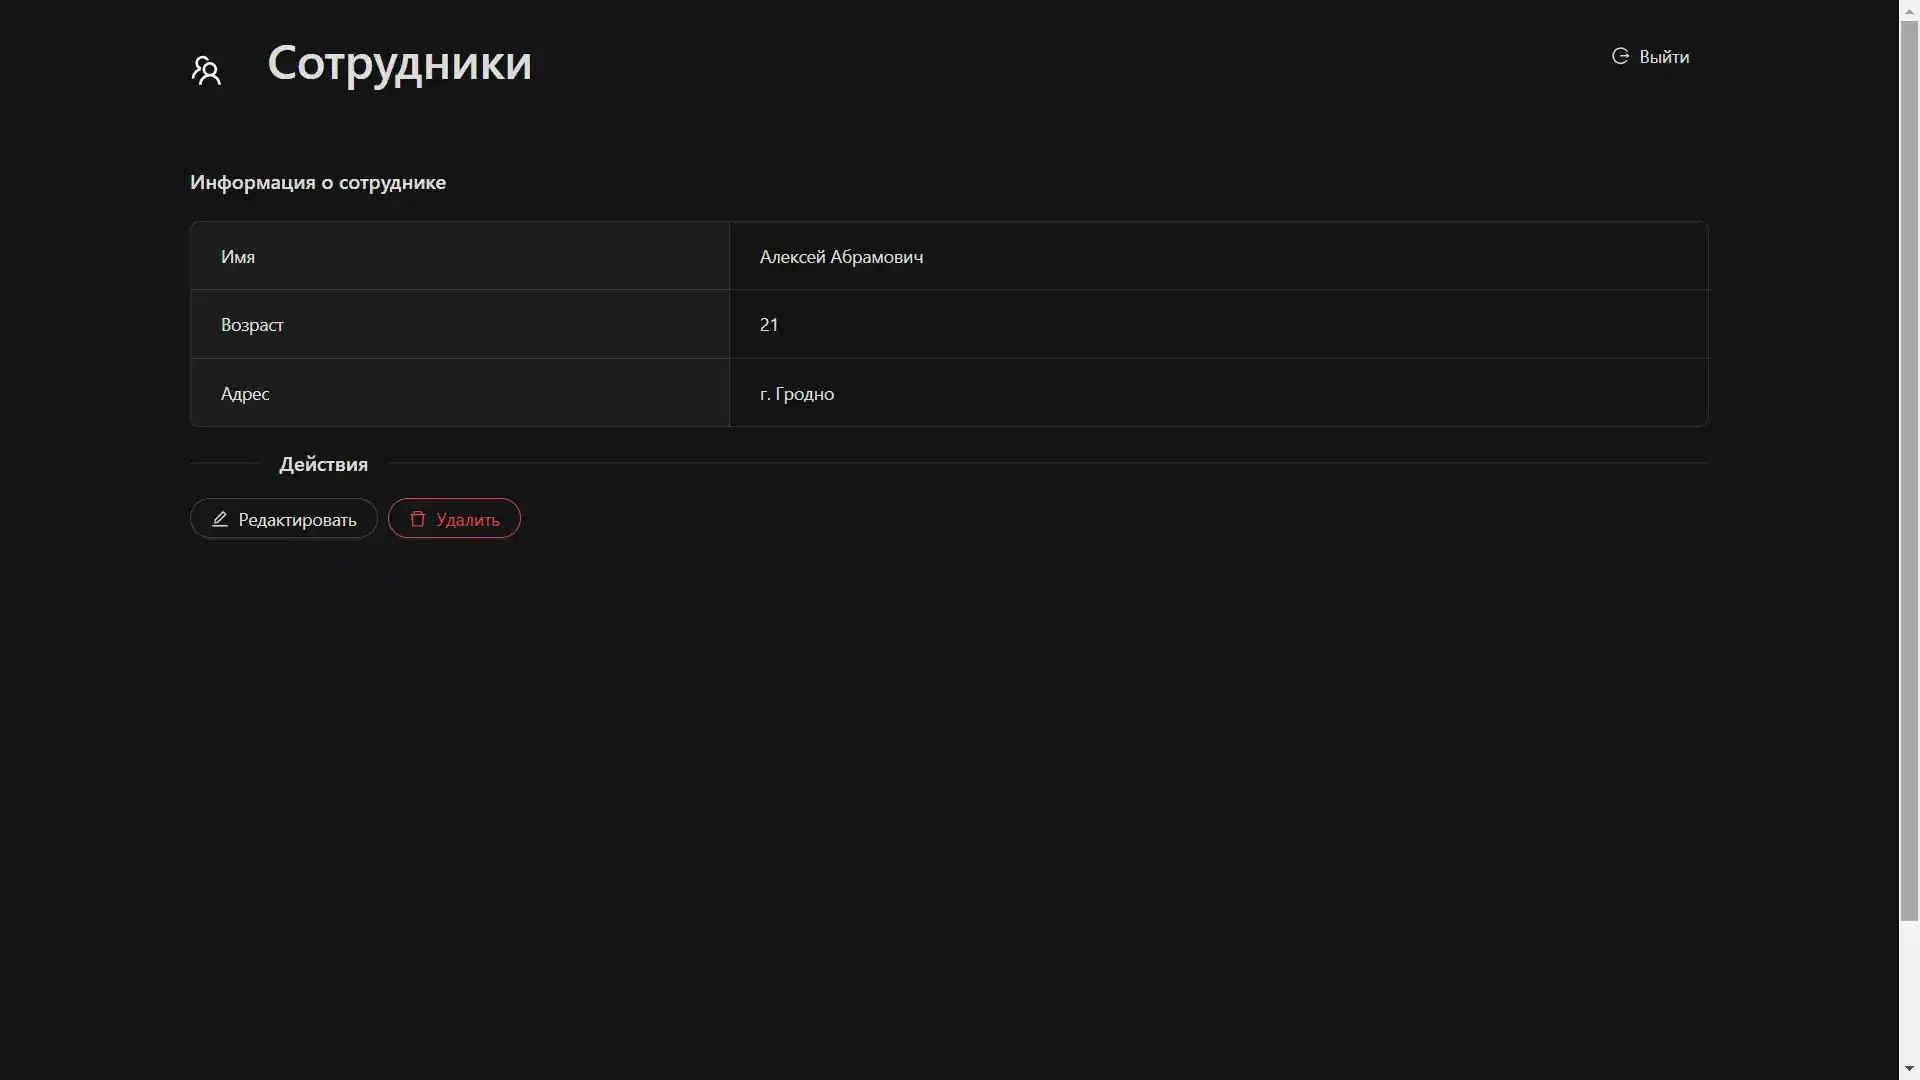 Сотрудники
Выйти
Информация о сотруднике
Имя Алексей Абрамович
Возраст 21
Адрес г. Гродно
Действия
Редактировать Удалить